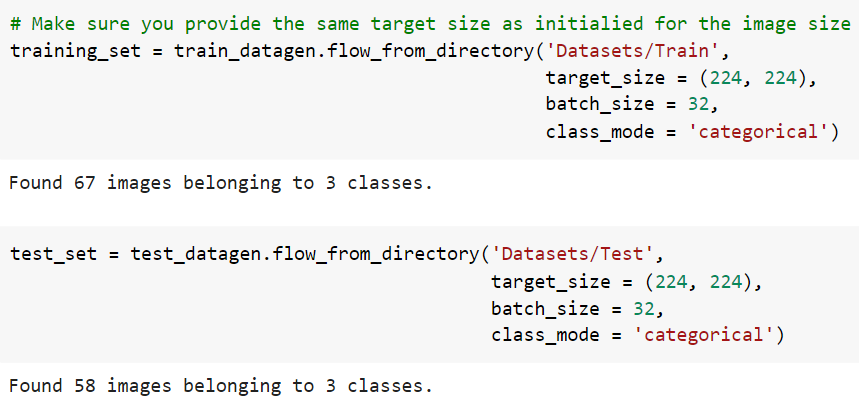 # Make sure you provide the same target size as initialied for the image size
training_set = train_datagen.flow_from_directory('Datasets/Train',
target_size = (224, 224),
batch_size = 32,
class_mode = 'categorical')
Found 67 images belonging to 3 classes.
test_set = test_datagen.flow_from_directory('Datasets/Test',
target_size = (224, 224),
batch_size = 32,
class_mode = 'categorical')
Found 58 images belonging to 3 classes.